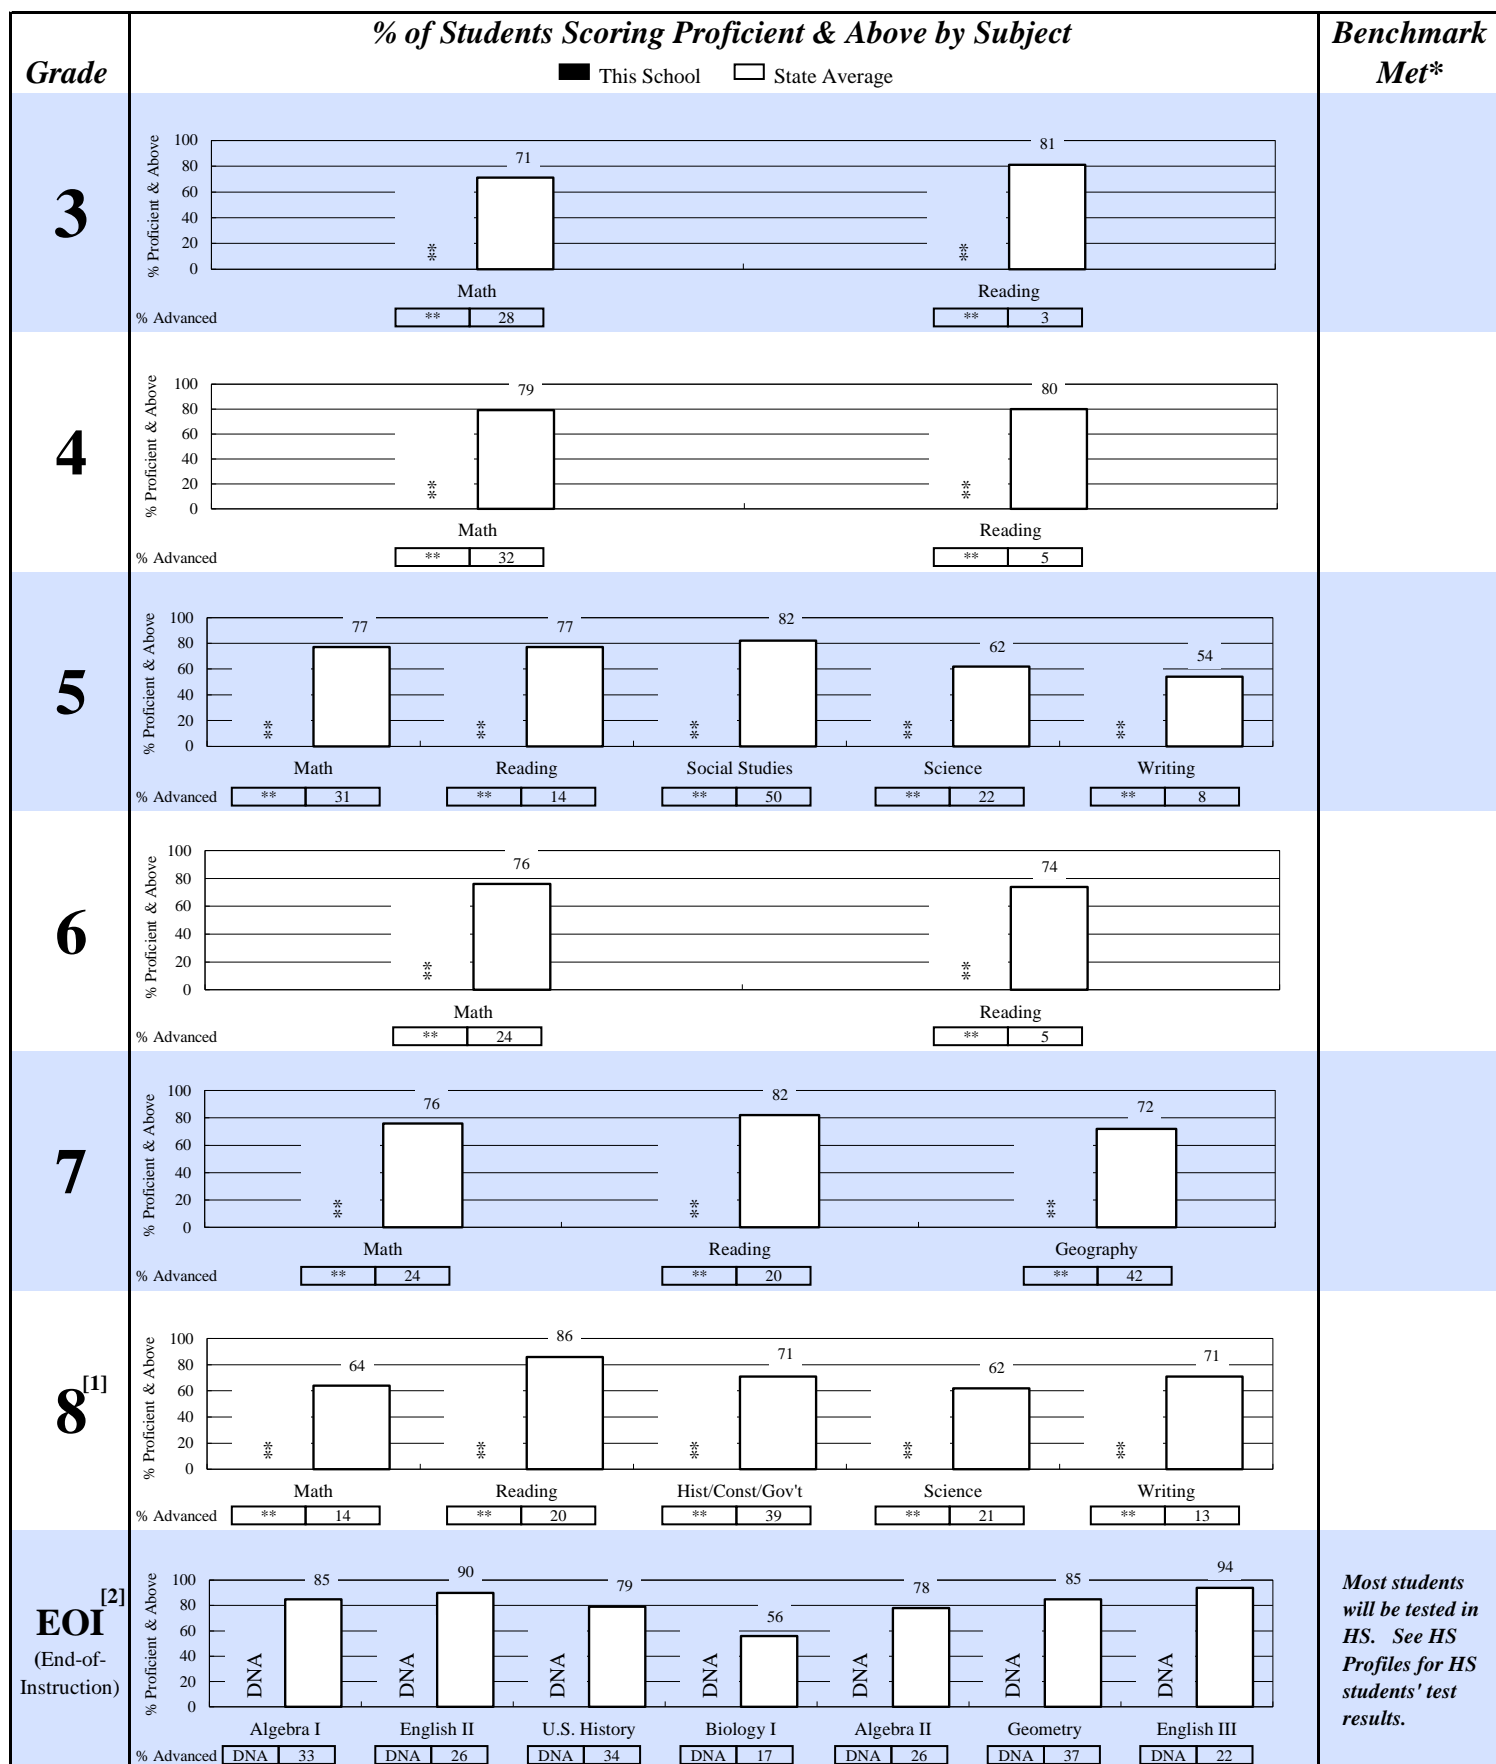 % of Students Scoring Proficient & Above by Subject
Benchmark
Met*
Grade
This School State Average
3
% Proficient & Above
100
80
60
40
20
0
** 71
** 81
Math Reading
% Advanced ** 28 ** 3
4
% Proficient & Above
100
80
60
40
20
0
** 79
** 80
Math Reading
% Advanced ** 32 ** 5
5
% Proficient & Above
100
80
60
40
20
0
** 77
** 77
** 82
** 62
** 54
Math Reading Social Studies Science Writing
% Advanced ** 31 ** 14 ** 50 ** 22 ** 8
6
% Proficient & Above
100
80
60
40
20
0
** 76
** 74
Math Reading
% Advanced ** 24 ** 5
7
% Proficient & Above
100
80
60
40
20
0
** 76
** 82
** 72
Math Reading Geography
% Advanced ** 24 ** 20 ** 42
8[1]
% Proficient & Above
100
80
60
40
20
0
** 64
** 86
** 71
** 62
** 71
Math Reading Hist/Const/Gov't Science Writing
% Advanced ** 14 ** 20 ** 39 ** 21 ** 13
EOI[2]
(End-of-
Instruction)
% Proficient & Above
100
80
60
40
20
0
DNA 85
DNA 90
DNA 79
DNA 56
DNA 78
DNA 85
DNA 94
Algebra I English II U.S. History Biology I Algebra II Geometry English III
% Advanced DNA 33 DNA 26 DNA 34 DNA 17 DNA 26 DNA 37 DNA 22
Most students
will be tested in
HS. See HS
Profiles for HS
students' test
results.